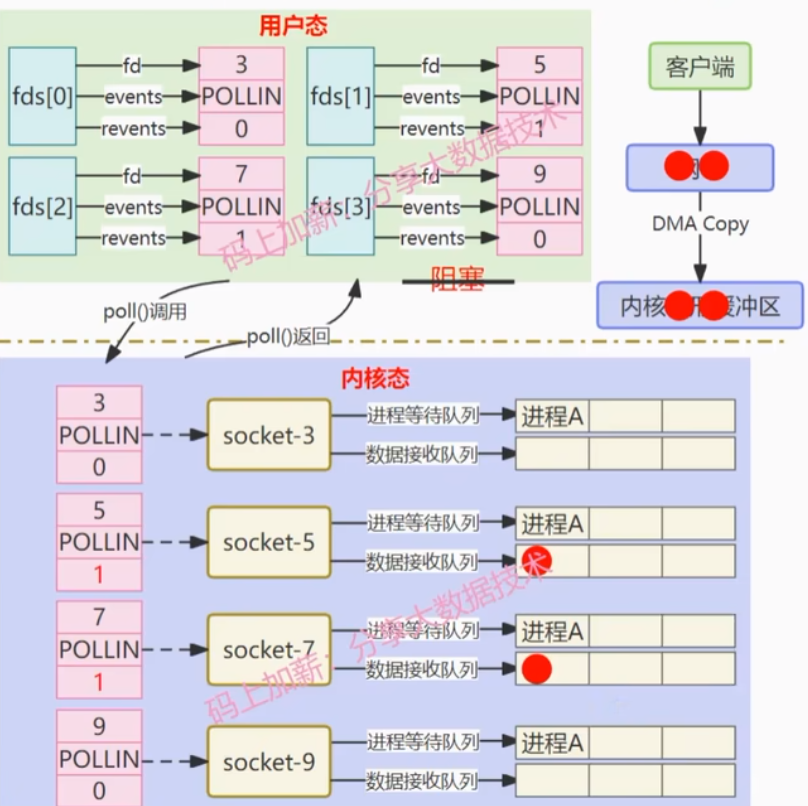 用户态
fds[0]
fd
3
events
POLLIN
revents
0
fds[1]
fd
5
events
POLLIN
revents
1
fds[2]
fd
7
events
POLLIN
revents
1
fds[3]
fd
9
events
POLLIN
revents
0
码上加新：分享大数据技术
阻塞
poll()调用
poll()返回
客户端
DMA Copy
内核
缓冲区
内核态
3
POLLIN
0
socket-3
进程等待队列
进程A
数据接收队列
5
POLLIN
1
socket-5
进程等待队列
进程A
数据接收队列
7
POLLIN
1
socket-7
进程等待队列
进程A
数据接收队列
码上加新：分享大数据技术
9
POLLIN
0
socket-9
进程等待队列
进程A
数据接收队列